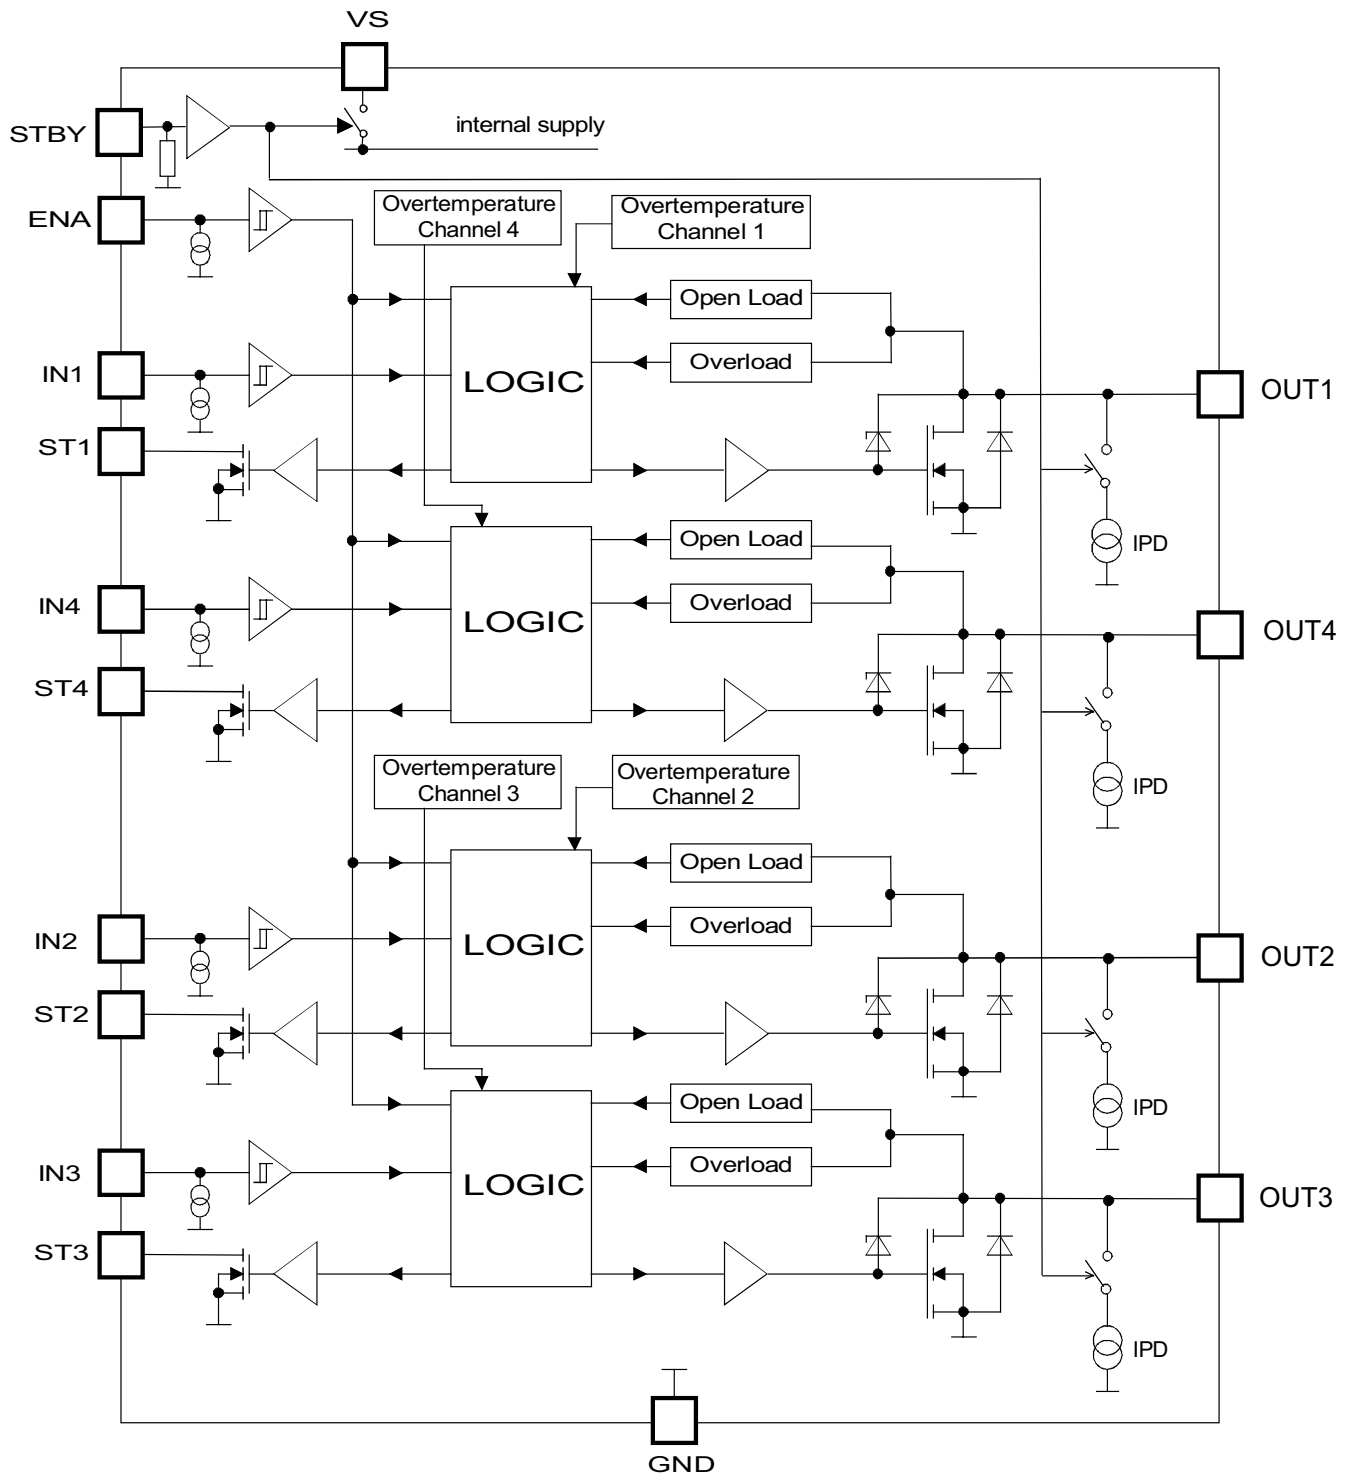 VS
STBY
internal supply
ENA
Overtemperature
Channel 4
Overtemperature
Channel 1
Open Load
IN1
LOGIC
Overload
OUT1
ST1
Open Load
IPD
IN4
LOGIC
Overload
OUT4
ST4
Overtemperature
Channel 3
Overtemperature
Channel 2
IPD
Open Load
IN2
LOGIC
Overload
OUT2
ST2
Open Load
IPD
IN3
LOGIC
Overload
OUT3
ST3
IPD
GND